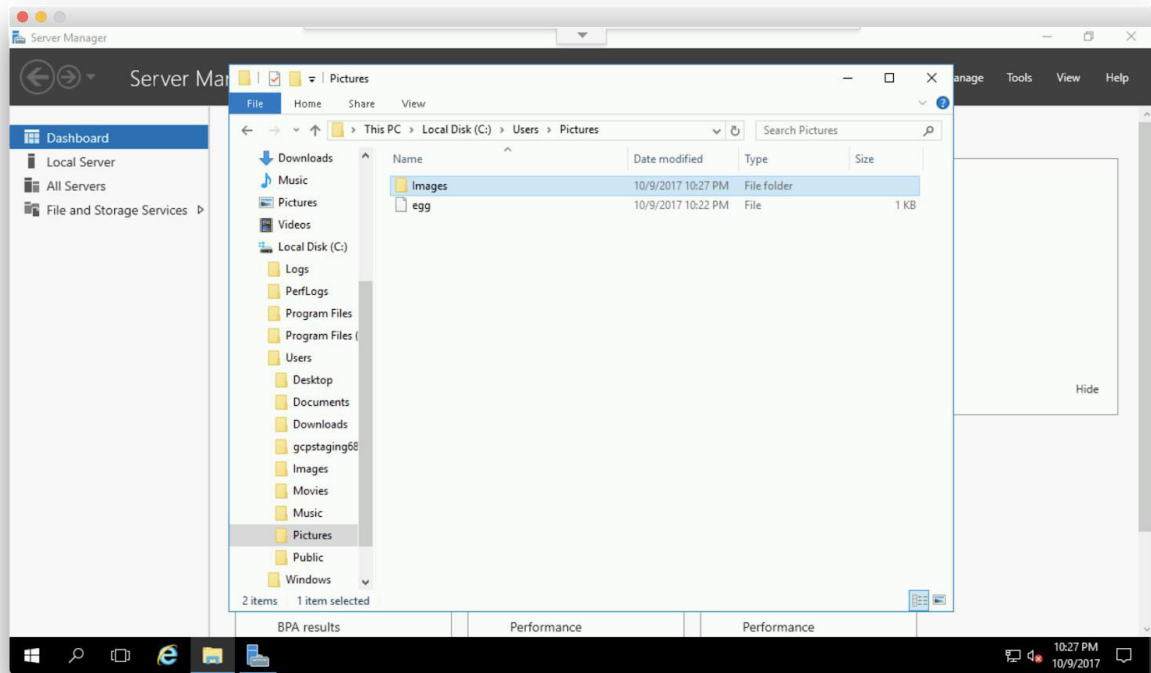 Server Manager
Server Mar
Manage Tools View Help
Dashboard
Local Server
All Servers
File and Storage Services
Pictures
File Home Share View
This PC > Local Disk (C:) > Users > Pictures
Search Pictures
Name Date modified Type Size
Images 10/9/2017 10:27 PM File folder
egg 10/9/2017 10:22 PM File 1 KB
Downloads
Music
Pictures
Videos
Local Disk (C:)
Logs
PerfLogs
Program Files
Program Files (
Users
Desktop
Documents
Downloads
gcpstaging68
Images
Movies
Music
Pictures
Public
Windows
2 items 1 item selected
Hide
BPA results Performance Performance
10:27 PM
10/9/2017